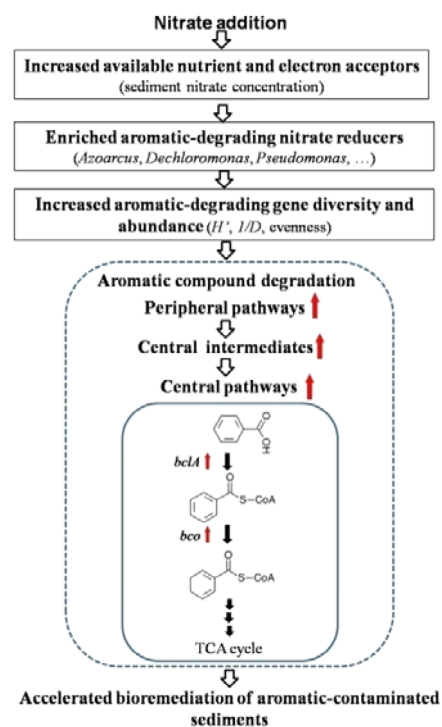 Nitrate addition
Increased available nutrient and electron acceptors
(sediment nitrate concentration)
Enriched aromatic-degrading nitrate reducers
(Azoarcus, Dechloromonas, Pseudomonas, …)
Increased aromatic-degrading gene diversity and
abundance (H', 1/D, evenness)
Aromatic compound degradation
Peripheral pathways
Central intermediates
Central pathways
O
OH
bclA
O
S-CoA
bco
O
S-CoA
TCA cycle
Accelerated bioremediation of aromatic-contaminated
sediments